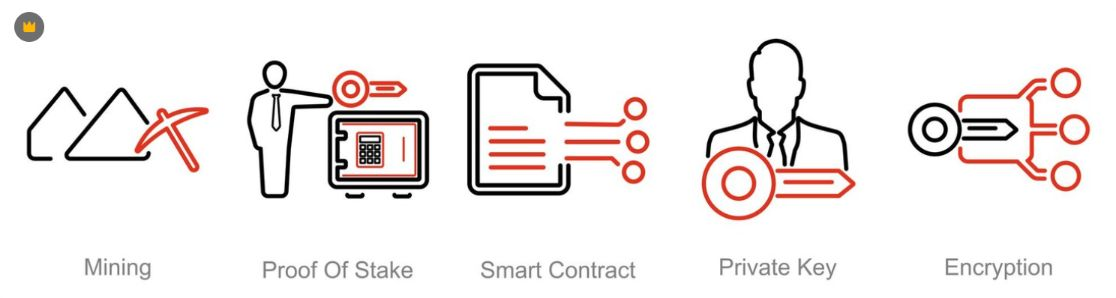 Mining
Proof Of Stake
Smart Contract
Private Key
Encryption